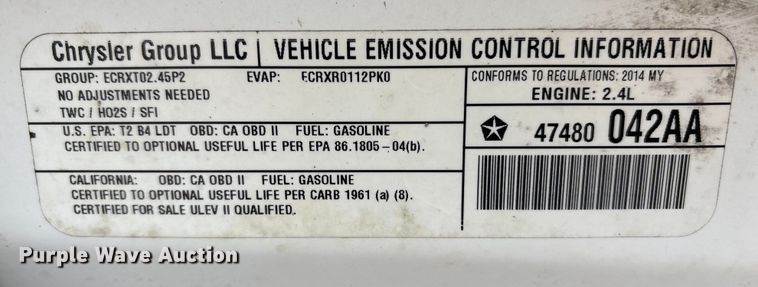 Chrysler Group LLC | VEHICLE EMISSION CONTROL INFORMATION
GROUP: ECRXT02.45P2 EVAP: ECRXR0112PK0
NO ADJUSTMENTS NEEDED
TWC / HO2S / SFI
CONFORMS TO REGULATIONS: 2014 MY
ENGINE: 2.4L
U.S. EPA: T2 B4 LDT OBD: CA OBD II FUEL: GASOLINE
CERTIFIED TO OPTIONAL USEFUL LIFE PER EPA 86.1805-04(b).
47480 042AA
CALIFORNIA: OBD: CA OBD II FUEL: GASOLINE
CERTIFIED TO OPTIONAL USEFUL LIFE PER CARB 1961 (a) (8).
CERTIFIED FOR SALE ULEV II QUALIFIED.
Purple Wave Auction